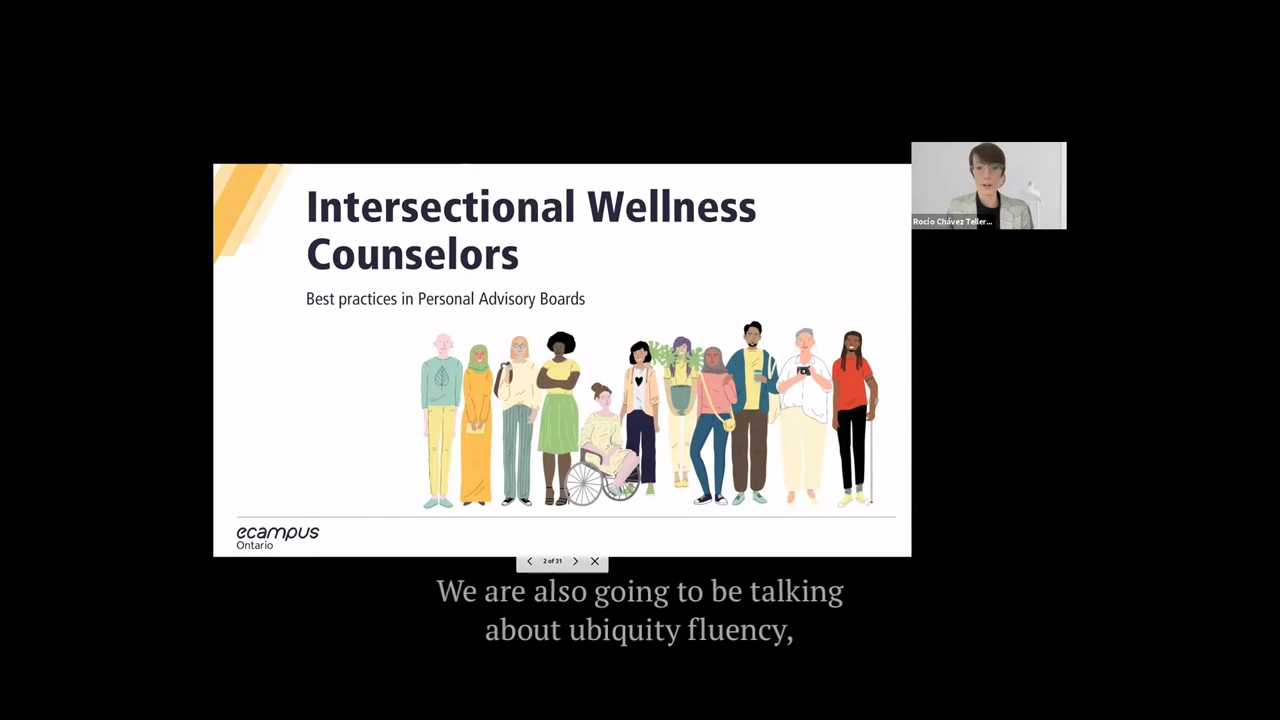 Intersectional Wellness
Counselors
Best practices in Personal Advisory Boards
Rocío Chávez Teller...
ecampus
Ontario
2 of 31
We are also going to be talking
about ubiquity fluency,